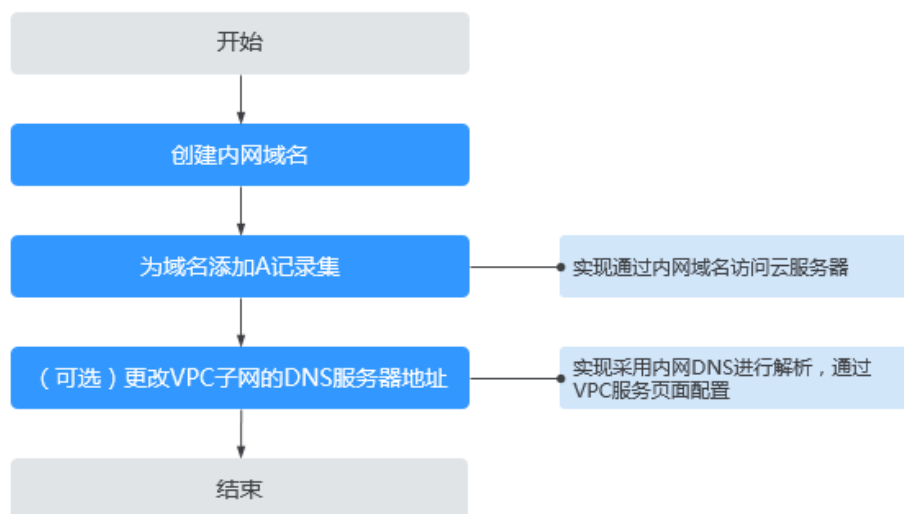 开始
创建内网域名
为域名添加A记录集
实现通过内网域名访问云服务器
（可选）更改VPC子网的DNS服务器地址
实现采用内网DNS进行解析，通过
VPC服务页面配置
结束